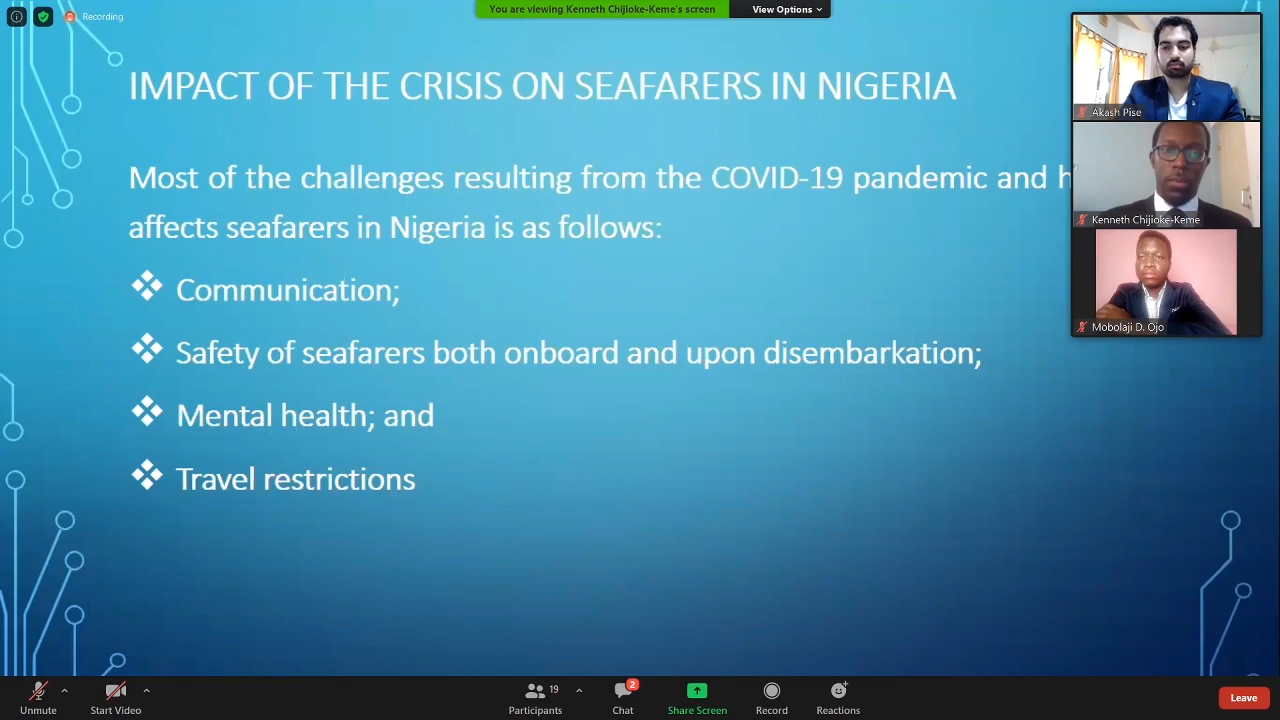 Recording
You are viewing Kenneth Chijioke-Keme's screen
View Options
IMPACT OF THE CRISIS ON SEAFARERS IN NIGERIA
Most of the challenges resulting from the COVID-19 pandemic and
affects seafarers in Nigeria is as follows:
Communication;
Safety of seafarers both onboard and upon disembarkation;
Mental health; and
Travel restrictions
Akash Pise
Kenneth Chijioke-Keme
Mobolaji D. Ojo
Unmute
Start Video
19
Participants
2
Chat
Share Screen
Record
Reactions
Leave